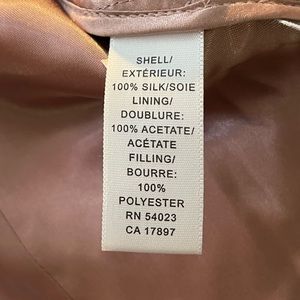 SHELL/
EXTÉRIEUR:
100% SILK/SOIE
LINING/
DOUBLURE:
100% ACETATE/
ACÉTATE
FILLING/
BOURRE:
100%
POLYESTER
RN 54023
CA 17897